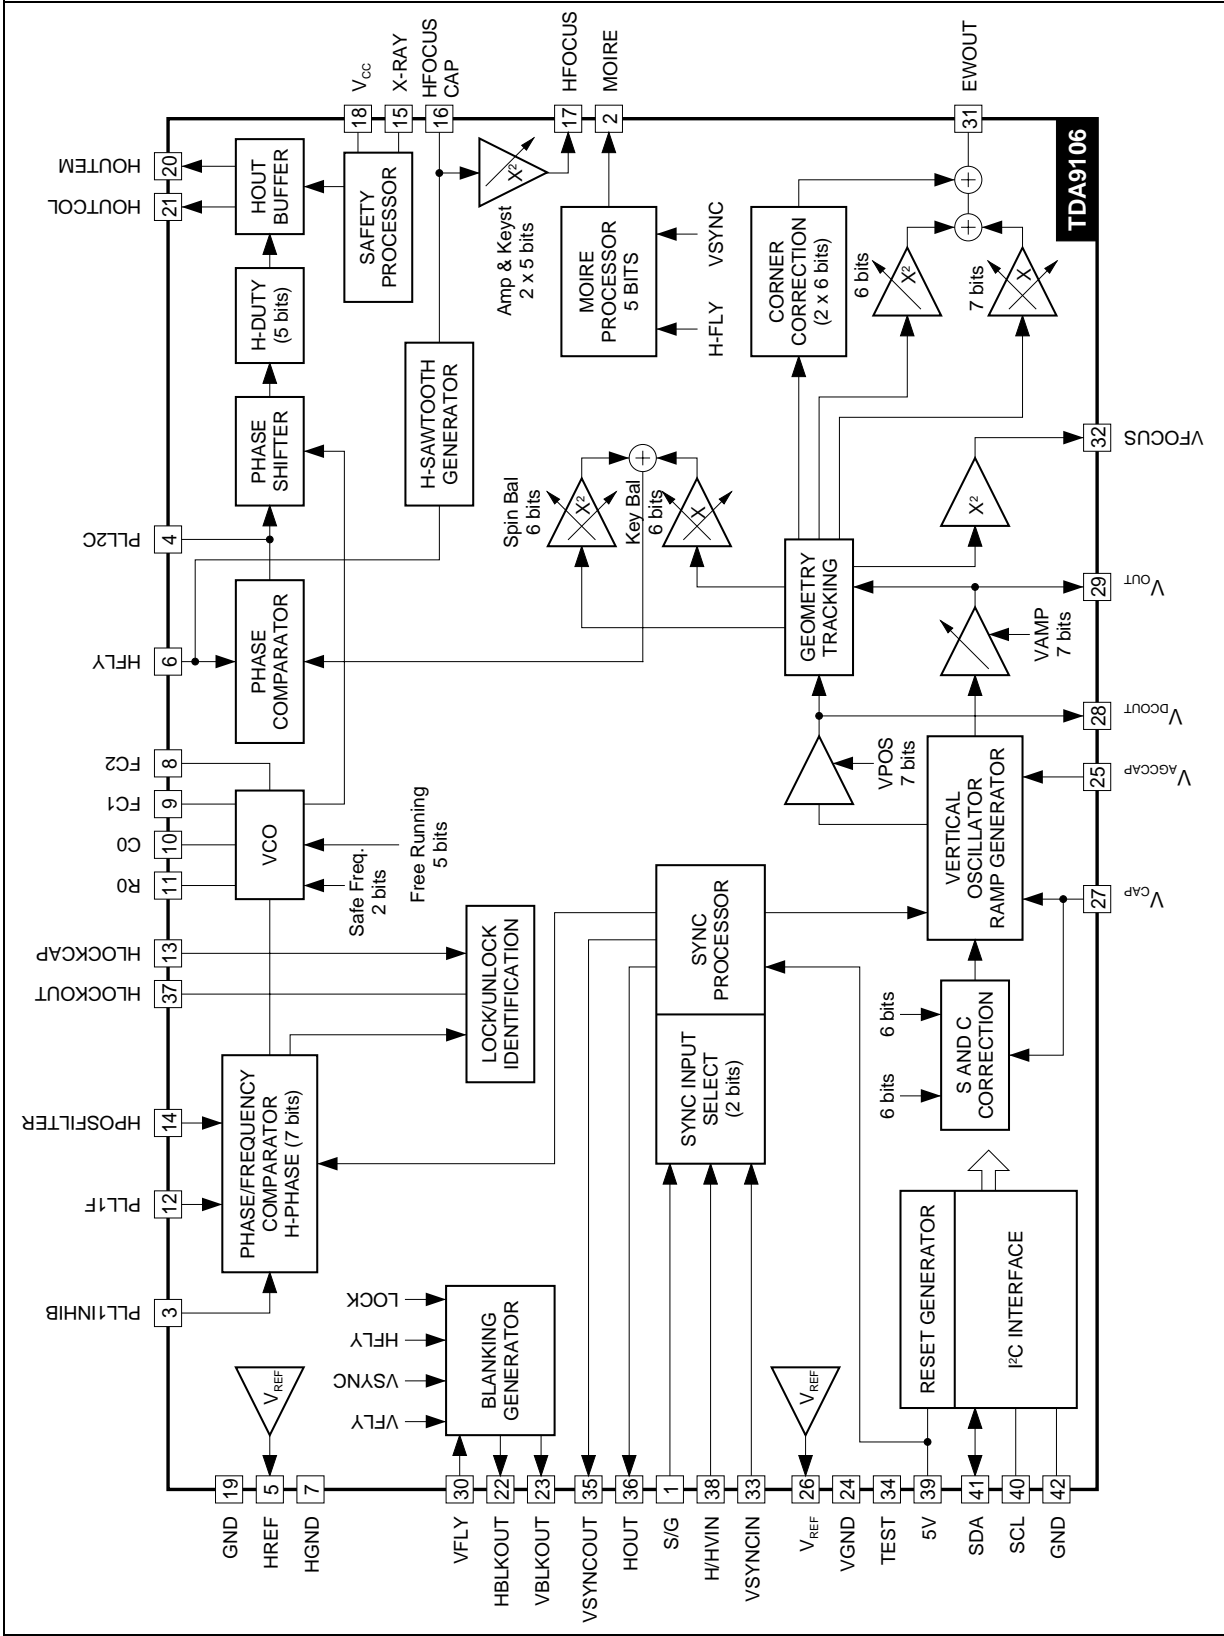 HOUTEM
20
HOUTCOL
21
PLL2C
4
HFLY
6
FC2
8
FC1
9
C0
10
R0
11
HLOCKCAP
13
HLOCKOUT
37
HPOSFILTER
14
PLL1F
12
PLL1INHIB
3
VCC
18
X-RAY
15
HFOCUS
CAP
16
HFOCUS
17
MOIRE
2
EWOUT
31
TDA9106
HOUT
BUFFER
SAFETY
PROCESSOR
H-DUTY
(5 bits)
PHASE
SHIFTER
PHASE
COMPARATOR
VCO
Safe Freq.
2 bits
Free Running
5 bits
LOCK/UNLOCK
IDENTIFICATION
PHASE/FREQUENCY
COMPARATOR
H-PHASE (7 bits)
H-SAWTOOTH
GENERATOR
X²
Amp & Keyst
2 x 5 bits
MOIRE
PROCESSOR
5 BITS
H-FLY
VSYNC
CORNER
CORRECTION
(2 x 6 bits)
X²
6 bits
X
7 bits
+
+
Spin Bal
6 bits
X²
Key Bal
6 bits
X
+
GEOMETRY
TRACKING
X²
VAMP
7 bits
VPOS
7 bits
VERTICAL
OSCILLATOR
RAMP GENERATOR
S AND C
CORRECTION
6 bits
6 bits
SYNC
PROCESSOR
SYNC INPUT
SELECT
(2 bits)
BLANKING
GENERATOR
LOCK
HFLY
VSYNC
VFLY
VREF
VREF
RESET GENERATOR
I²C INTERFACE
32
VFOCUS
29
VOUT
28
VDCOUT
25
VAGCCAP
27
VCAP
19
GND
5
HREF
7
HGND
30
VFLY
22
HBLKOUT
23
VBLKOUT
35
VSYNCOUT
36
HOUT
1
S/G
38
H/HVIN
33
VSYNCIN
26
VREF
24
VGND
34
TEST
39
5V
41
SDA
40
SCL
42
GND